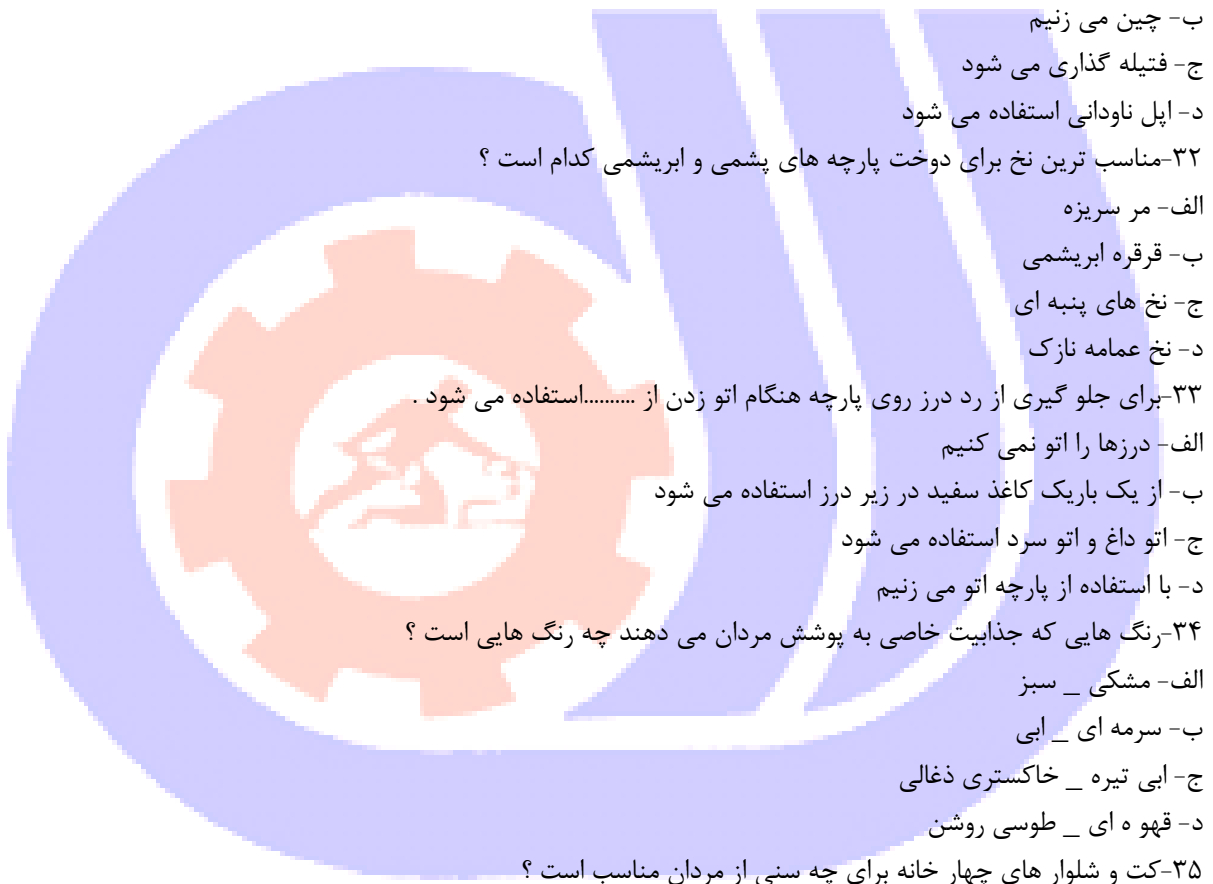 ب- چین می زنیم
ج- فتیله گذاری می شود
د- اپل ناودانی استفاده می شود
۳۲-مناسب ترین نخ برای دوخت پارچه های پشمی و ابریشمی کدام است ؟
الف- مر سریزه
ب- قرقره ابریشمی
ج- نخ های پنبه ای
د- نخ عمامه نازک
۳۳-برای جلو گیری از رد درز روی پارچه هنگام اتو زدن از ..........استفاده می شود .
الف- درزها را اتو نمی کنیم
ب- از یک باریک کاغذ سفید در زیر درز استفاده می شود
ج- اتو داغ و اتو سرد استفاده می شود
د- با استفاده از پارچه اتو می زنیم
۳۴-رنگ هایی که جذابیت خاصی به پوشش مردان می دهند چه رنگ هایی است ؟
الف- مشکی _ سبز
ب- سرمه ای _ ابی
ج- ابی تیره _ خاکستری ذغالی
د- قهو ه ای _ طوسی روشن
۳۵-کت و شلوار های چهار خانه برای چه سنی از مردان مناسب است ؟